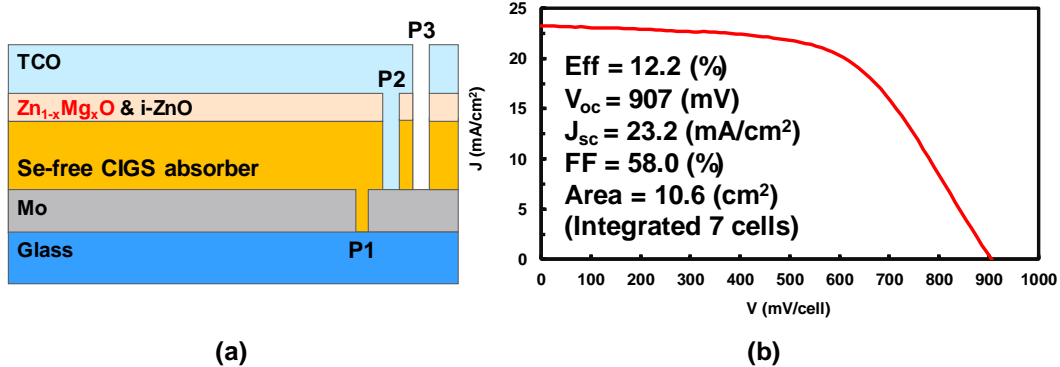 P3
TCO
P2
Zn1-xMgxO & i-ZnO
Se-free CIGS absorber
Mo
P1
Glass
(a)
25
20
15
10
5
0
J (mA/cm2)
Eff = 12.2 (%)
Voc = 907 (mV)
Jsc = 23.2 (mA/cm2)
FF = 58.0 (%)
Area = 10.6 (cm2)
(Integrated 7 cells)
0 100 200 300 400 500 600 700 800 900 1000
V (mV/cell)
(b)